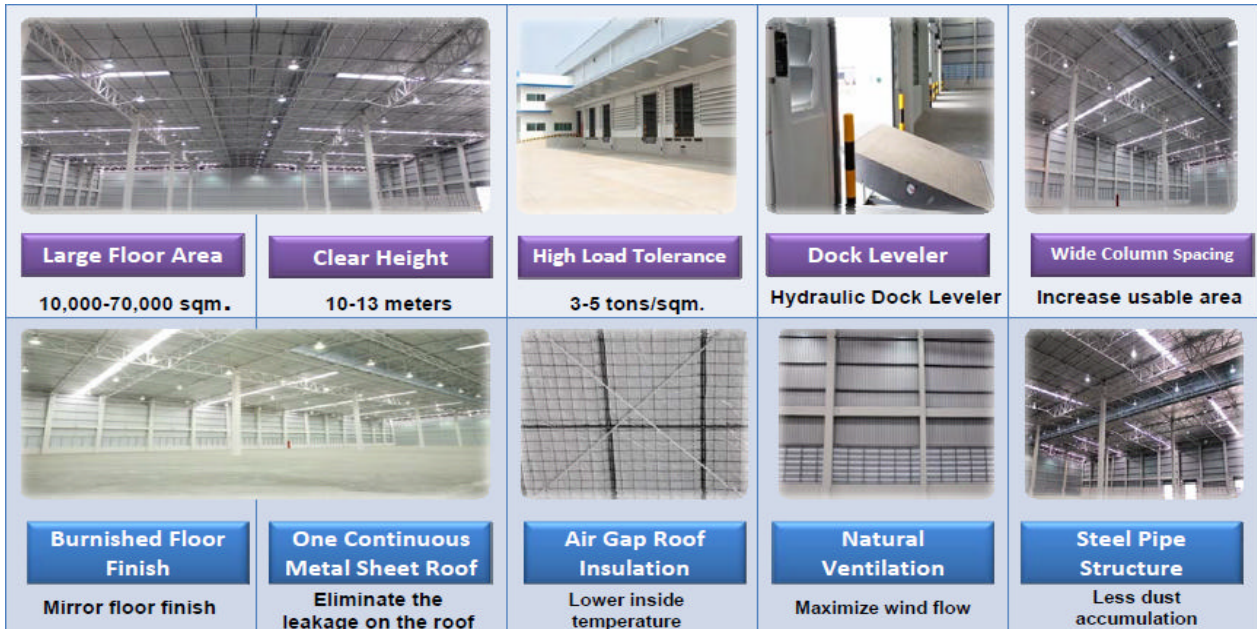 Large Floor Area
Clear Height
High Load Tolerance
Dock Leveler
Wide Column Spacing
10,000-70,000 sqm.
10-13 meters
3-5 tons/sqm.
Hydraulic Dock Leveler
Increase usable area
Burnished Floor
Finish
One Continuous
Metal Sheet Roof
Air Gap Roof
Insulation
Natural
Ventilation
Steel Pipe
Structure
Mirror floor finish
Eliminate the
leakage on the roof
Lower inside
temperature
Maximize wind flow
Less dust
accumulation